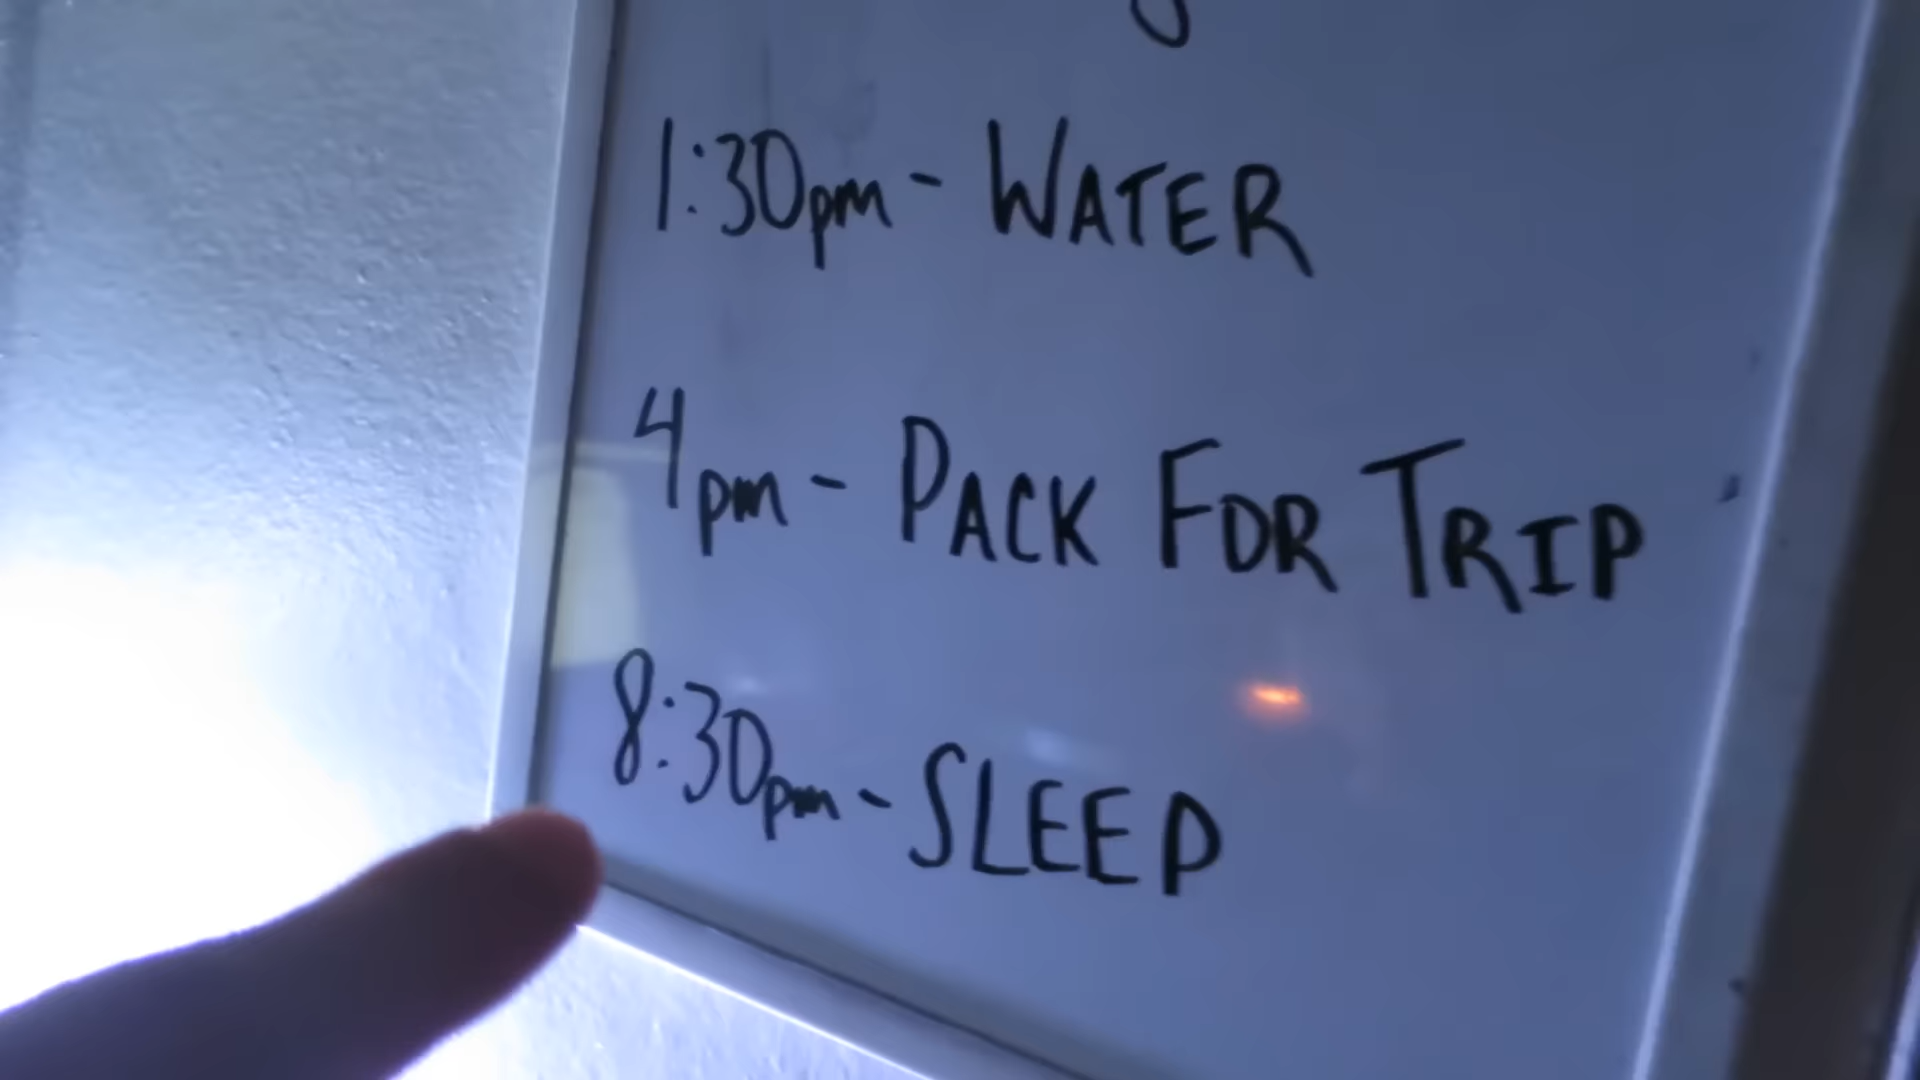 1:30pm - WATER
4pm - PACK FOR TRIP
8:30pm - SLEEP